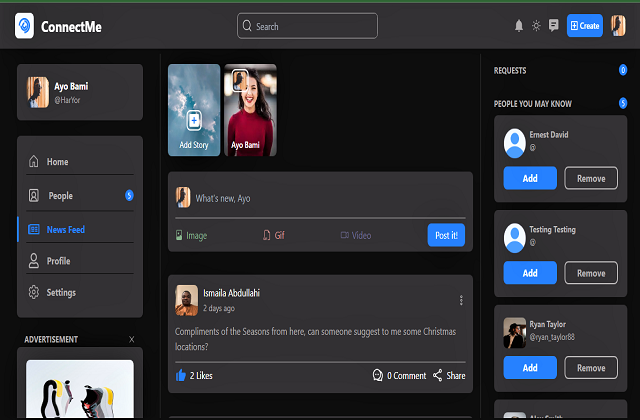 ConnectMe
Search
Create
Ayo Bami
@HarYor
Home
People
5
News Feed
Profile
Settings
ADVERTISEMENT
X
Add Story
Ayo Bami
What's new, Ayo
Image
Gif
Video
Post it!
Ismaila Abdullahi
2 days ago
Compliments of the Seasons from here, can someone suggest to me some Christmas
locations?
2 Likes
0 Comment
Share
REQUESTS
0
PEOPLE YOU MAY KNOW
5
Ernest David
@
Add
Remove
Testing Testing
@
Add
Remove
Ryan Taylor
@ryan_taylor88
Add
Remove